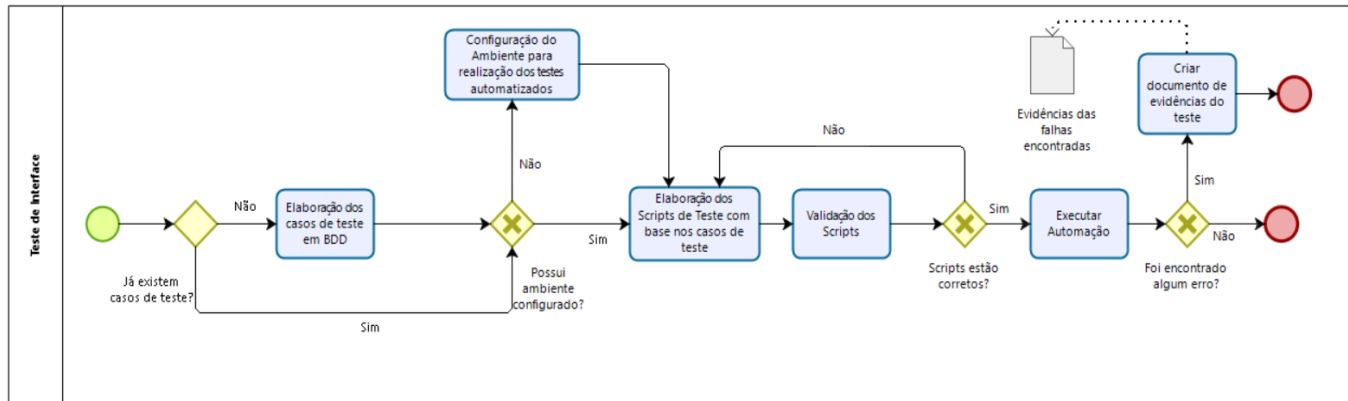 Teste de Interface
Já existem
casos de teste?
Não
Sim
Elaboração dos
casos de teste
em BDD
Configuração do
Ambiente para
realização dos testes
automatizados
Não
Possui
ambiente
configurado?
Sim
Elaboração dos
Scripts de Teste com
base nos casos de
teste
Validação dos
Scripts
Não
Scripts estão
corretos?
Sim
Executar
Automação
Foi encontrado
algum erro?
Sim
Não
Criar
documento de
evidências do
teste
Evidências das
falhas
encontradas